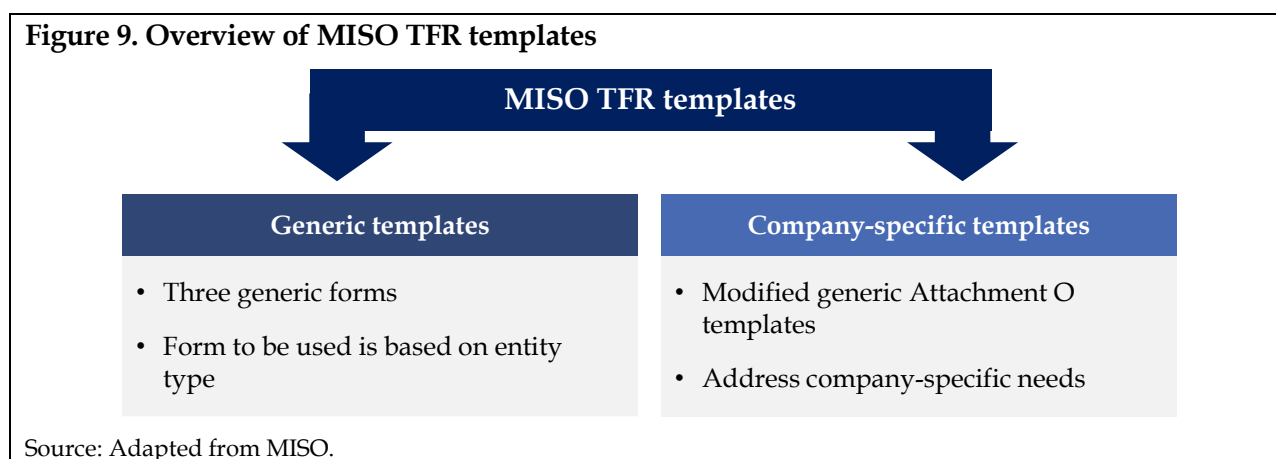 Figure 9. Overview of MISO TFR templates
MISO TFR templates
Generic templates
• Three generic forms
• Form to be used is based on entity
type
Company-specific templates
• Modified generic Attachment O
templates
• Address company-specific needs
Source: Adapted from MISO.